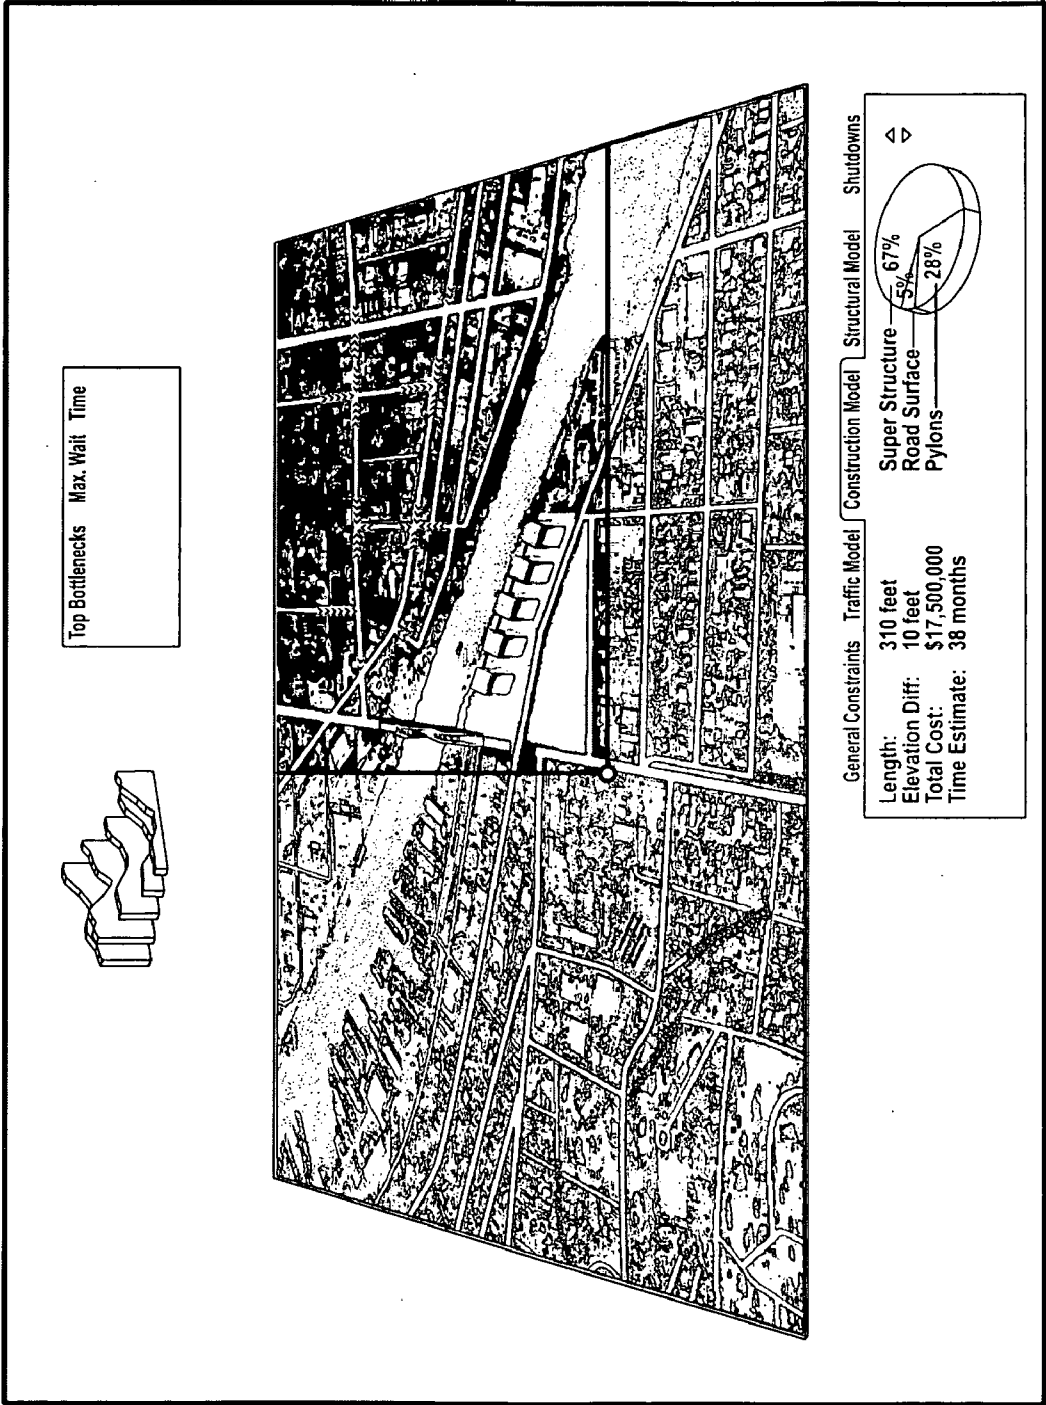 Top Bottlenecks Max. Wait Time
General Constraints Traffic Model Construction Model Structural Model Shutdowns
Length: 310 feet
Elevation Diff: 10 feet
Total Cost: $17,500,000
Time Estimate: 38 months
Super Structure 67%
Road Surface 5%
Pylons 28%